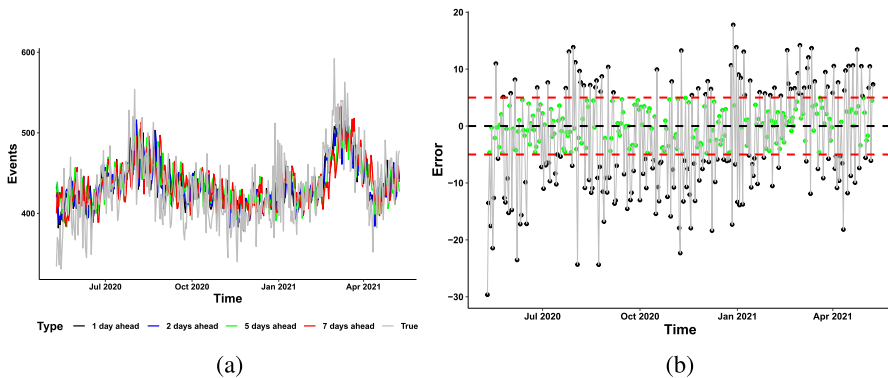 600
500
400
Events
Jul 2020 Oct 2020 Jan 2021 Apr 2021
Time
Type 1 day ahead 2 days ahead 5 days ahead 7 days ahead True
(a)
20
10
0
−10
−20
−30
Error
Jul 2020 Oct 2020 Jan 2021 Apr 2021
Time
(b)